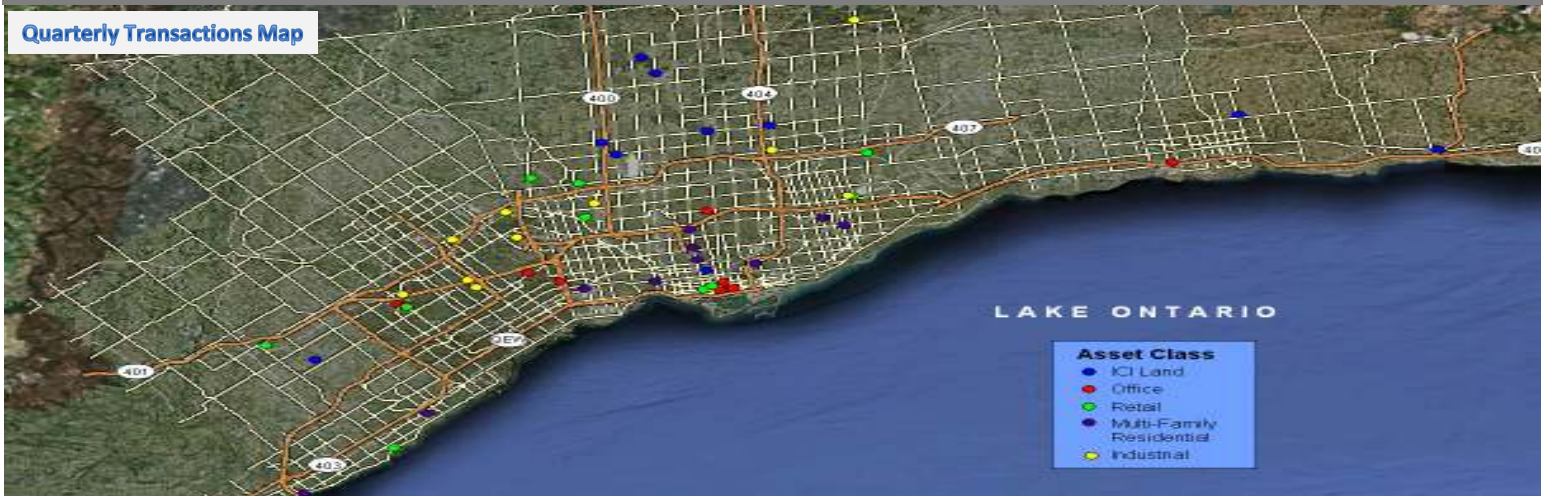 Quarterly Transactions Map
400
404
407
40
401
QEW
403
LAKE ONTARIO
Asset Class
ICI Land
Office
Retail
Multi-Family
Residential
Industrial